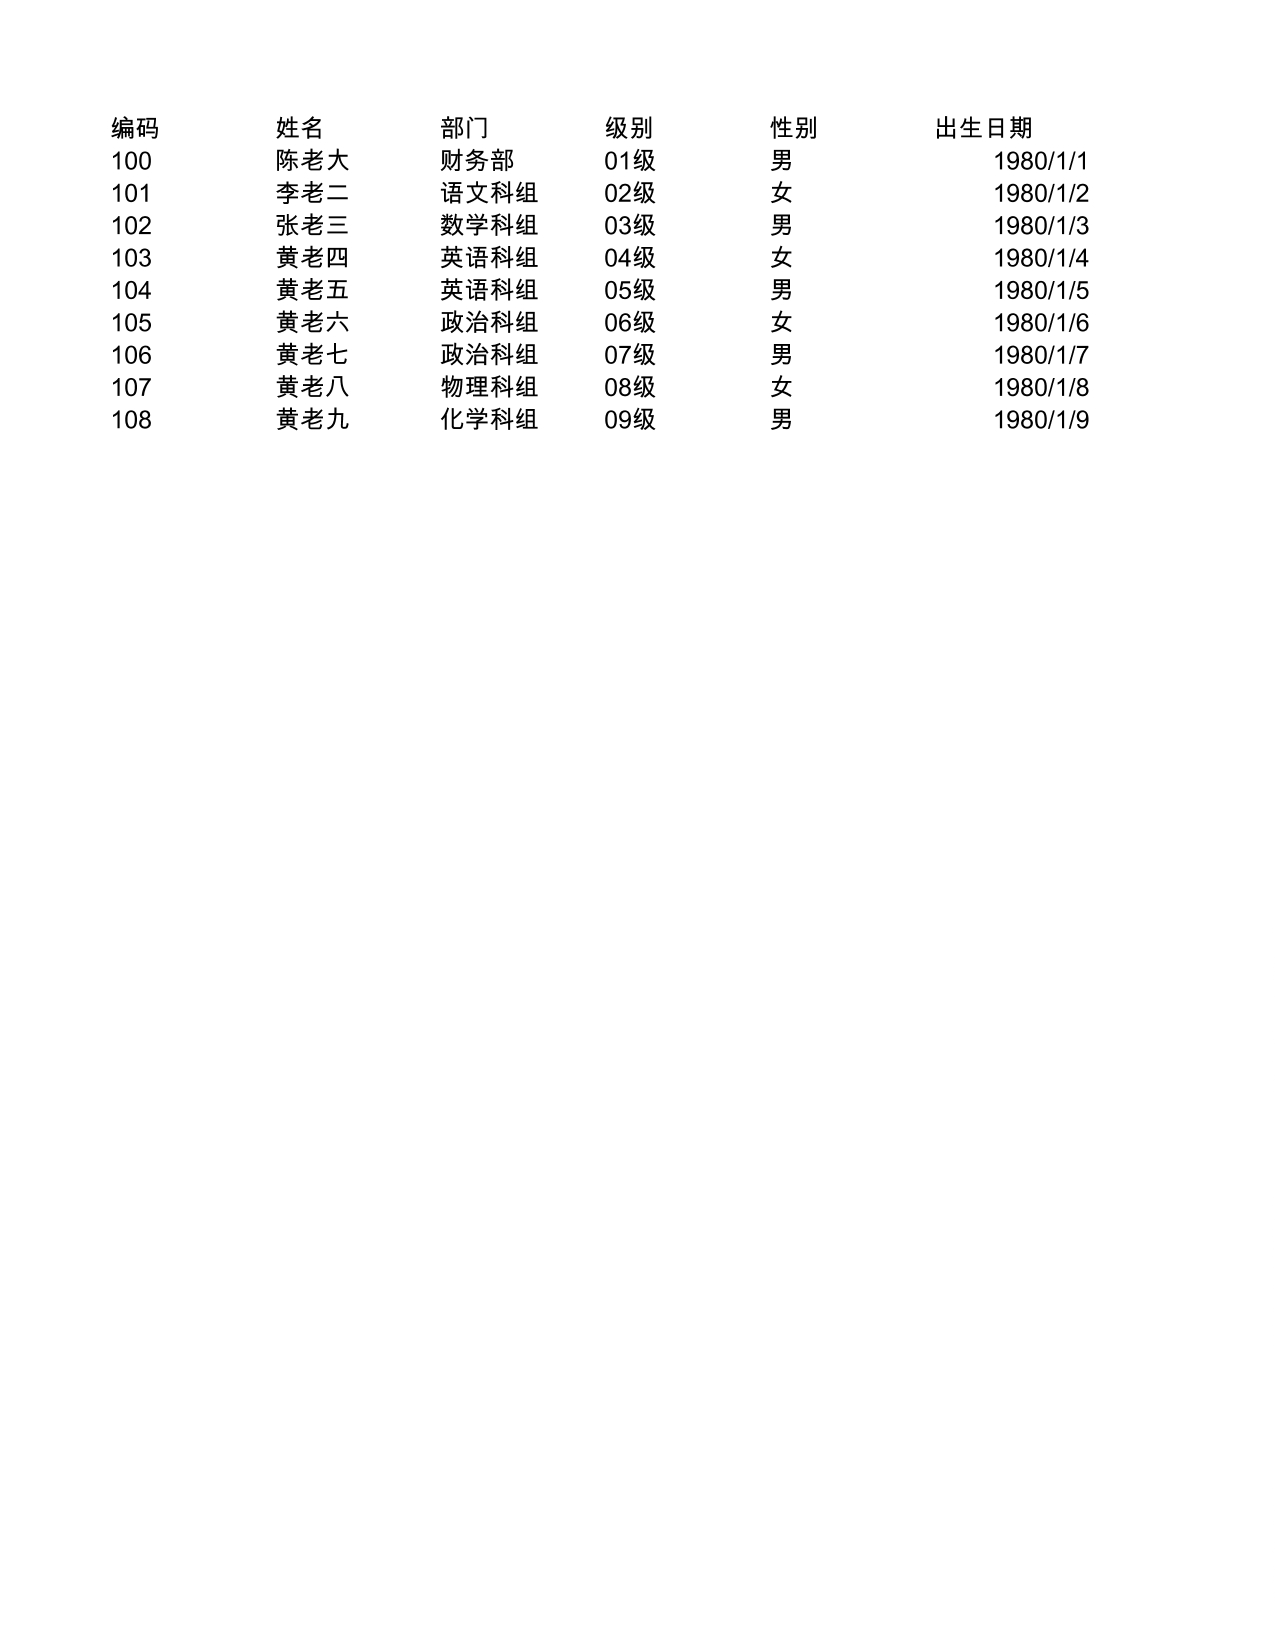 编码 姓名 部门 级别 性别 出生日期
100 陈老大 财务部 01级 男 1980/1/1
101 李老二 语文科组 02级 女 1980/1/2
102 张老三 数学科组 03级 男 1980/1/3
103 黄老四 英语科组 04级 女 1980/1/4
104 黄老五 英语科组 05级 男 1980/1/5
105 黄老六 政治科组 06级 女 1980/1/6
106 黄老七 政治科组 07级 男 1980/1/7
107 黄老八 物理科组 08级 女 1980/1/8
108 黄老九 化学科组 09级 男 1980/1/9